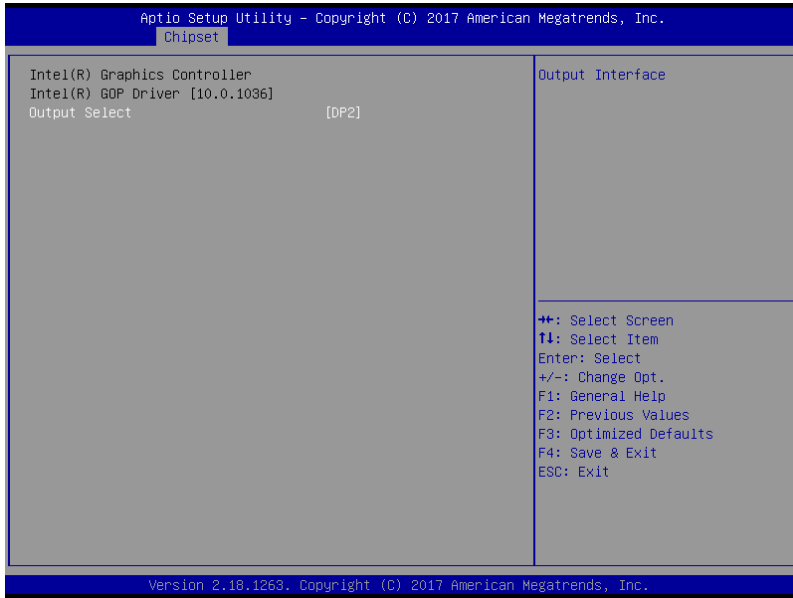 Aptio Setup Utility – Copyright (C) 2017 American Megatrends, Inc.
Chipset
Intel(R) Graphics Controller
Intel(R) GOP Driver [10.0.1036]
Output Select [DP2]
Output Interface
→←: Select Screen
↑↓: Select Item
Enter: Select
+/-: Change Opt.
F1: General Help
F2: Previous Values
F3: Optimized Defaults
F4: Save & Exit
ESC: Exit
Version 2.18.1263. Copyright (C) 2017 American Megatrends, Inc.